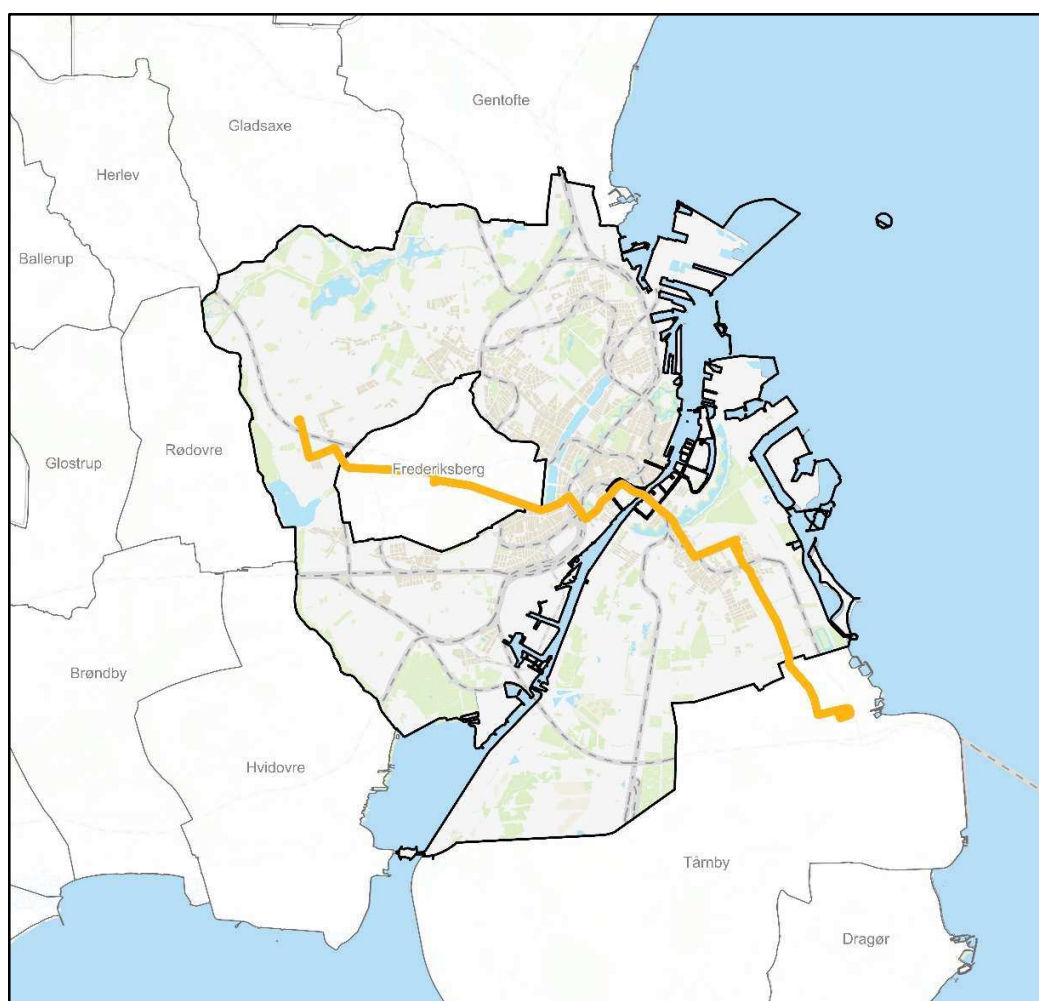 Gentofte
Gladsaxe
Herlev
Ballerup
Rødovre
Glostrup
Frederiksberg
Brøndby
Hvidovre
Tårnby
Dragør